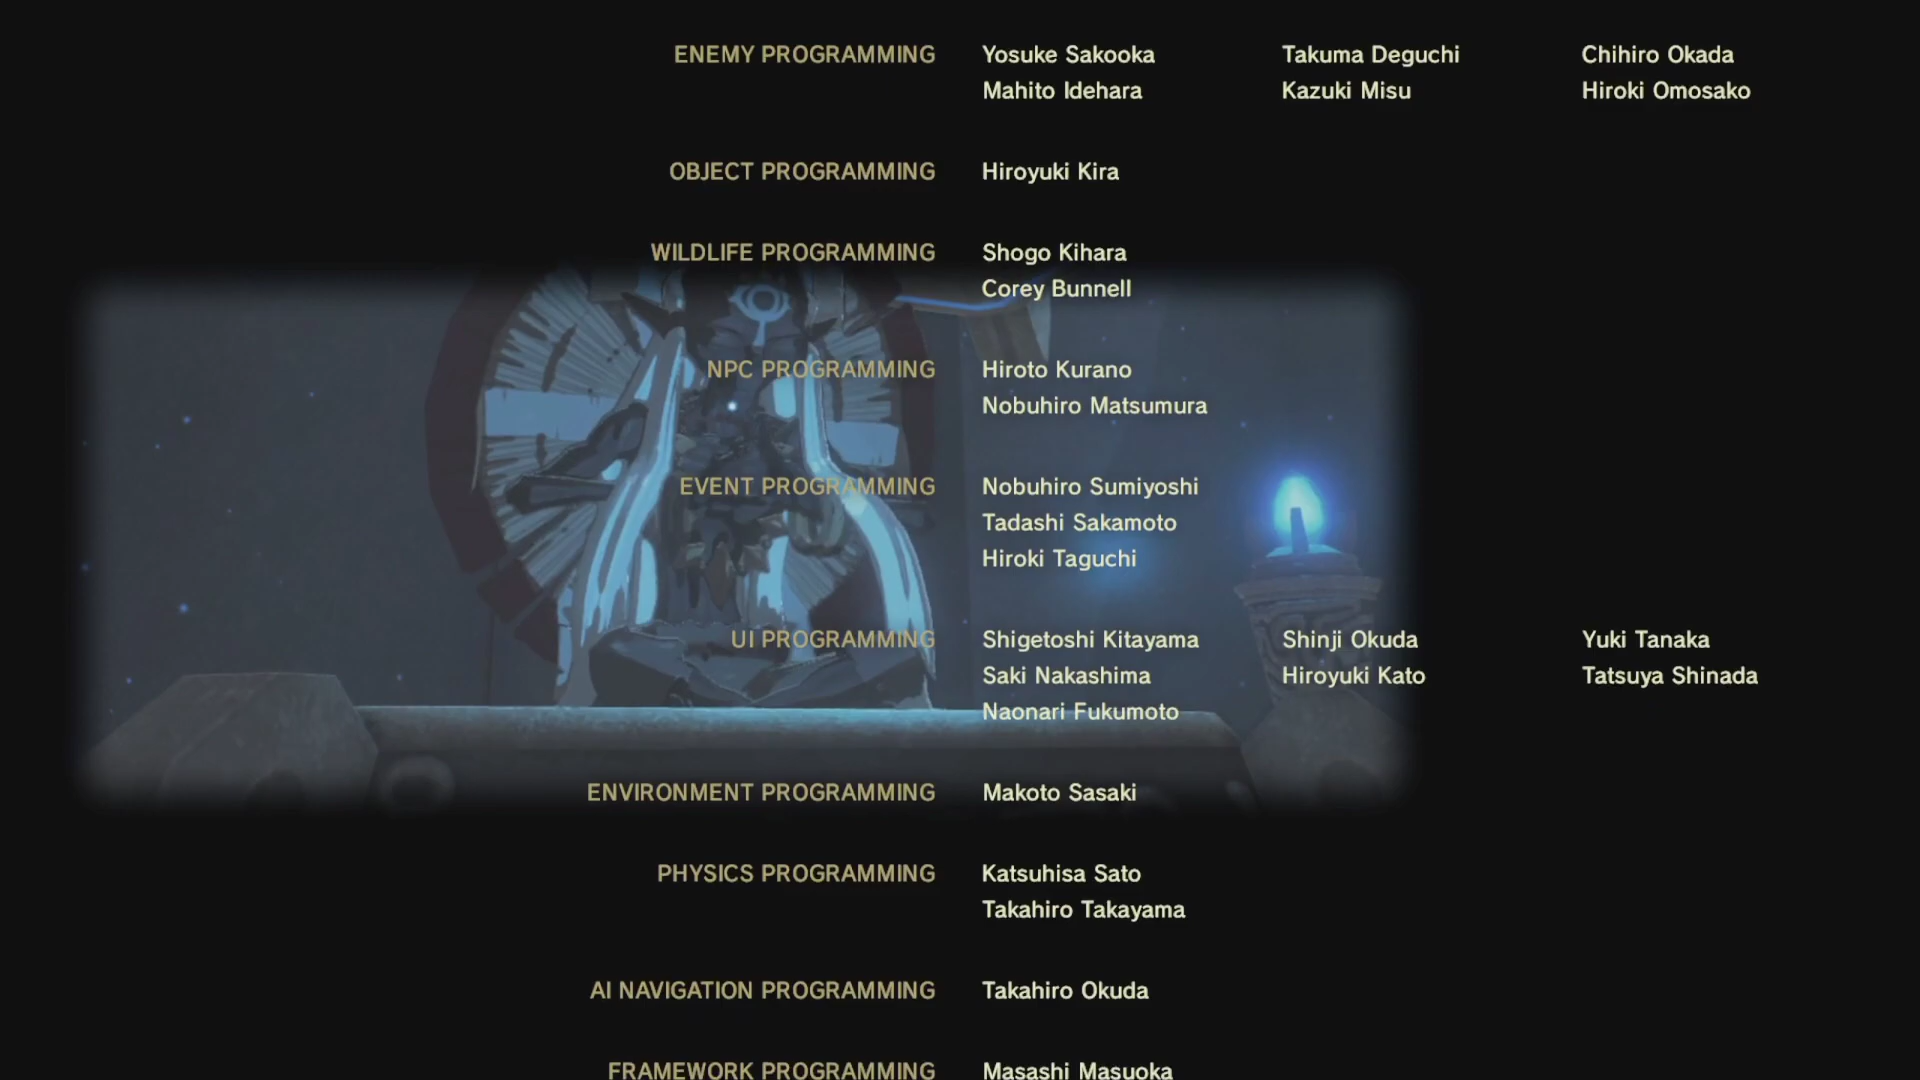 ENEMY PROGRAMMING Yosuke Sakooka Takuma Deguchi Chihiro Okada
Mahito Idehara Kazuki Misu Hiroki Omosako
OBJECT PROGRAMMING Hiroyuki Kira
WILDLIFE PROGRAMMING Shogo Kihara
Corey Bunnell
NPC PROGRAMMING Hiroto Kurano
Nobuhiro Matsumura
EVENT PROGRAMMING Nobuhiro Sumiyoshi
Tadashi Sakamoto
Hiroki Taguchi
UI PROGRAMMING Shigetoshi Kitayama Shinji Okuda Yuki Tanaka
Saki Nakashima Hiroyuki Kato Tatsuya Shinada
Naonari Fukumoto
ENVIRONMENT PROGRAMMING Makoto Sasaki
PHYSICS PROGRAMMING Katsuhisa Sato
Takahiro Takayama
AI NAVIGATION PROGRAMMING Takahiro Okuda
FRAMEWORK PROGRAMMING Masashi Masuoka